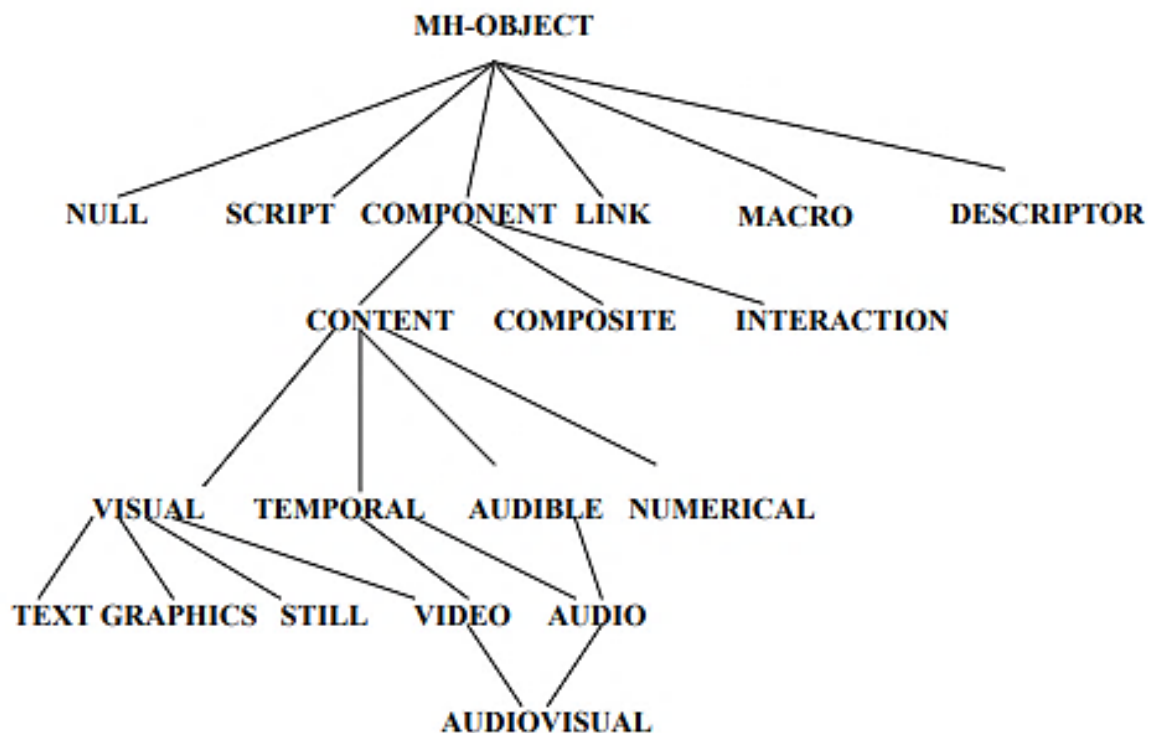 MH-OBJECT
NULL SCRIPT COMPONENT LINK MACRO DESCRIPTOR
CONTENT COMPOSITE INTERACTION
VISUAL TEMPORAL AUDIBLE NUMERICAL
TEXT GRAPHICS STILL VIDEO AUDIO
AUDIOVISUAL